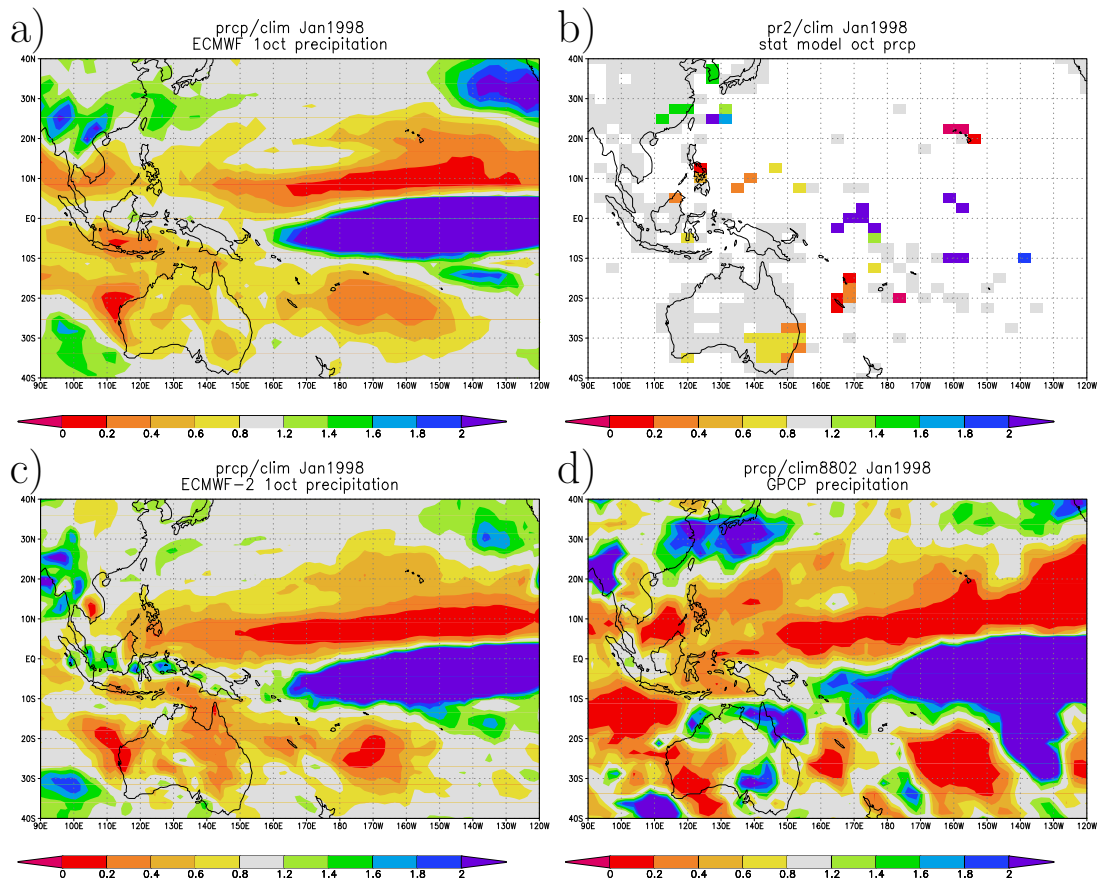 a)
prcp/clim Jan1998
ECMWF 1oct precipitation
40N
30N
20N
10N
EQ
10S
20S
30S
40S
90E 100E 110E 120E 130E 140E 150E 160E 170E 180 170W 160W 150W 140W 130W 120W
0 0.2 0.4 0.6 0.8 1.2 1.4 1.6 1.8 2
b)
pr2/clim Jan1998
stat model oct prcp
40N
30N
20N
10N
EQ
10S
20S
30S
40S
90E 100E 110E 120E 130E 140E 150E 160E 170E 180 170W 160W 150W 140W 130W 120W
0 0.2 0.4 0.6 0.8 1.2 1.4 1.6 1.8 2
c)
prcp/clim Jan1998
ECMWF-2 1oct precipitation
40N
30N
20N
10N
EQ
10S
20S
30S
40S
90E 100E 110E 120E 130E 140E 150E 160E 170E 180 170W 160W 150W 140W 130W 120W
0 0.2 0.4 0.6 0.8 1.2 1.4 1.6 1.8 2
d)
prcp/clim8802 Jan1998
GPCP precipitation
40N
30N
20N
10N
EQ
10S
20S
30S
40S
90E 100E 110E 120E 130E 140E 150E 160E 170E 180 170W 160W 150W 140W 130W 120W
0 0.2 0.4 0.6 0.8 1.2 1.4 1.6 1.8 2